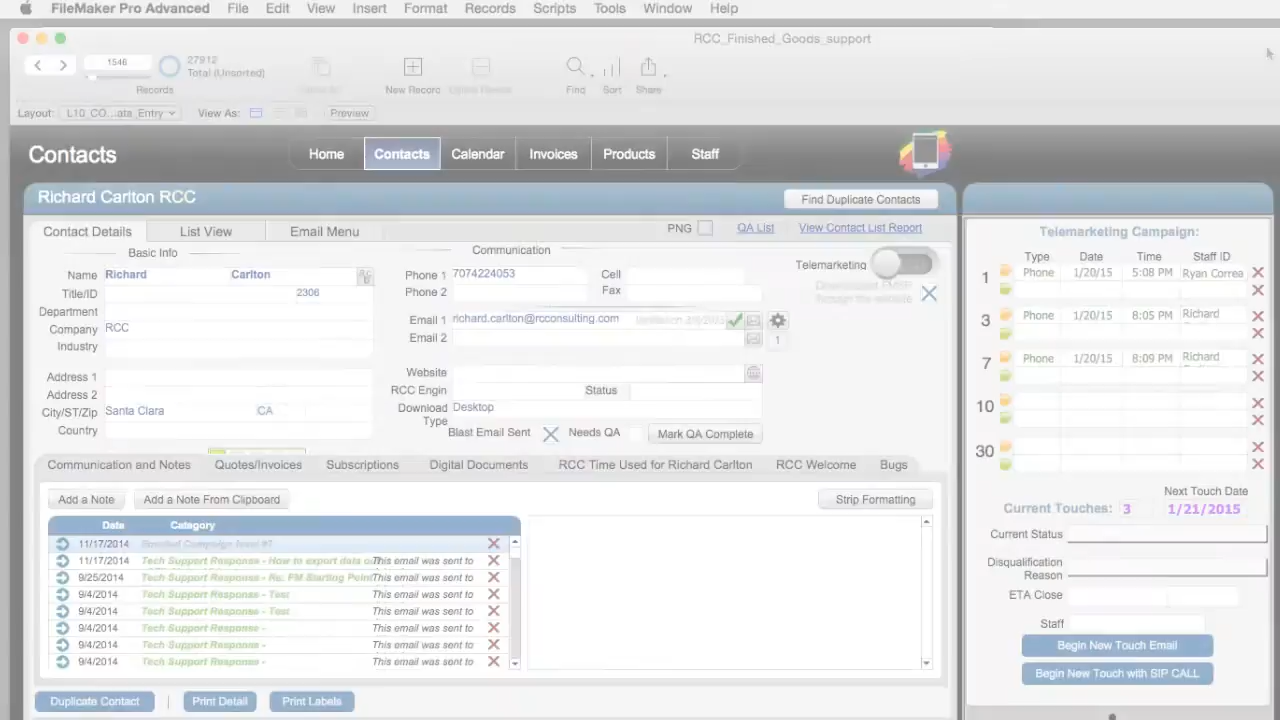 FileMaker Pro Advanced File Edit View Insert Format Records Scripts Tools Window Help
RCC_Finished_Goods_support
1546
27912
Total (Unsorted)
Records
New Record
Find
Sort
Share
Layout: L10_CO...ata_Entry View As: Preview
Contacts
Home Contacts Calendar Invoices Products Staff
Richard Carlton RCC
Find Duplicate Contacts
Contact Details List View Email Menu
PNG QA List View Contact List Report
Basic Info
Name Richard Carlton
Title/ID 2306
Department
Company RCC
Industry
Address 1
Address 2
City/ST/Zip Santa Clara CA
Country
Communication
Phone 1 7074224053 Cell
Phone 2 Fax
Email 1 richard.carlton@rcconsulting.com
Email 2
1
Website
RCC Engin Status
Download Type Desktop
Blast Email Sent Needs QA Mark QA Complete
Telemarketing
Communication and Notes Quotes/Invoices Subscriptions Digital Documents RCC Time Used for Richard Carlton RCC Welcome Bugs
Add a Note Add a Note From Clipboard Strip Formatting
Date Category
11/17/2014 Enrolled Campaign
11/17/2014 Tech Support Response - How to export data This email was sent to
9/25/2014 Tech Support Response - Re: FM Starting Point This email was sent to
9/4/2014 Tech Support Response - Test This email was sent to
9/4/2014 Tech Support Response - Test This email was sent to
9/4/2014 Tech Support Response - This email was sent to
9/4/2014 Tech Support Response - This email was sent to
9/4/2014 Tech Support Response - This email was sent to
Duplicate Contact | Print Detail Print Labels
Telemarketing Campaign:
Type Date Time Staff ID
1 Phone 1/20/15 5:08 PM Ryan Correa
3 Phone 1/20/15 8:05 PM Richard
7 Phone 1/20/15 8:09 PM Richard
10
30
Next Touch Date
Current Touches: 3 1/21/2015
Current Status
Disqualification
Reason
ETA Close
Staff
Begin New Touch Email
Begin New Touch with SIP CALL